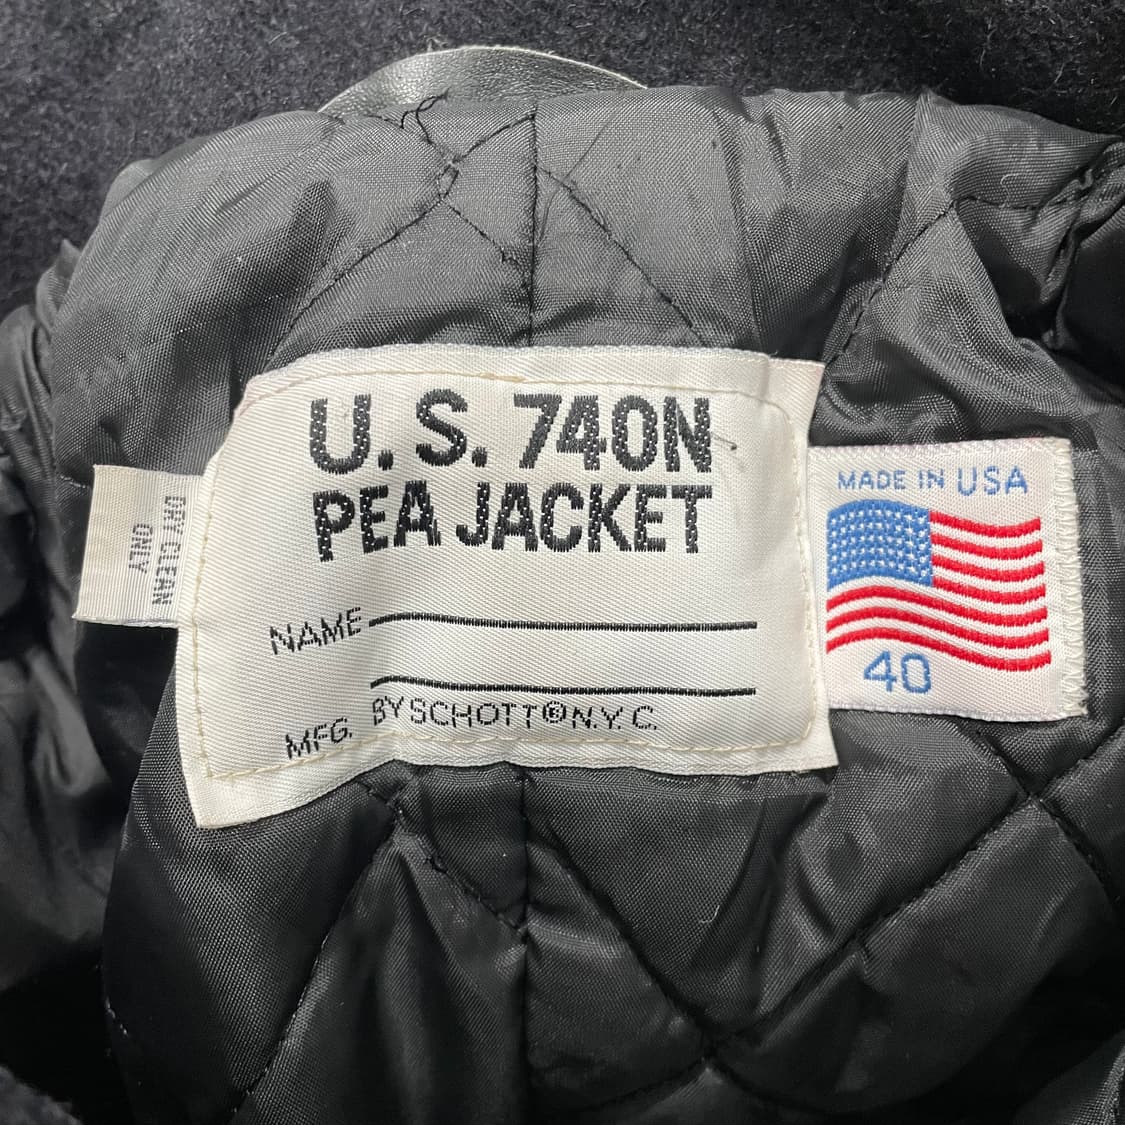 U. S. 740N
PEA JACKET
NAME
MFG. BY SCHOTT® N.Y.C.
DRY CLEAN
ONLY
MADE IN USA
40